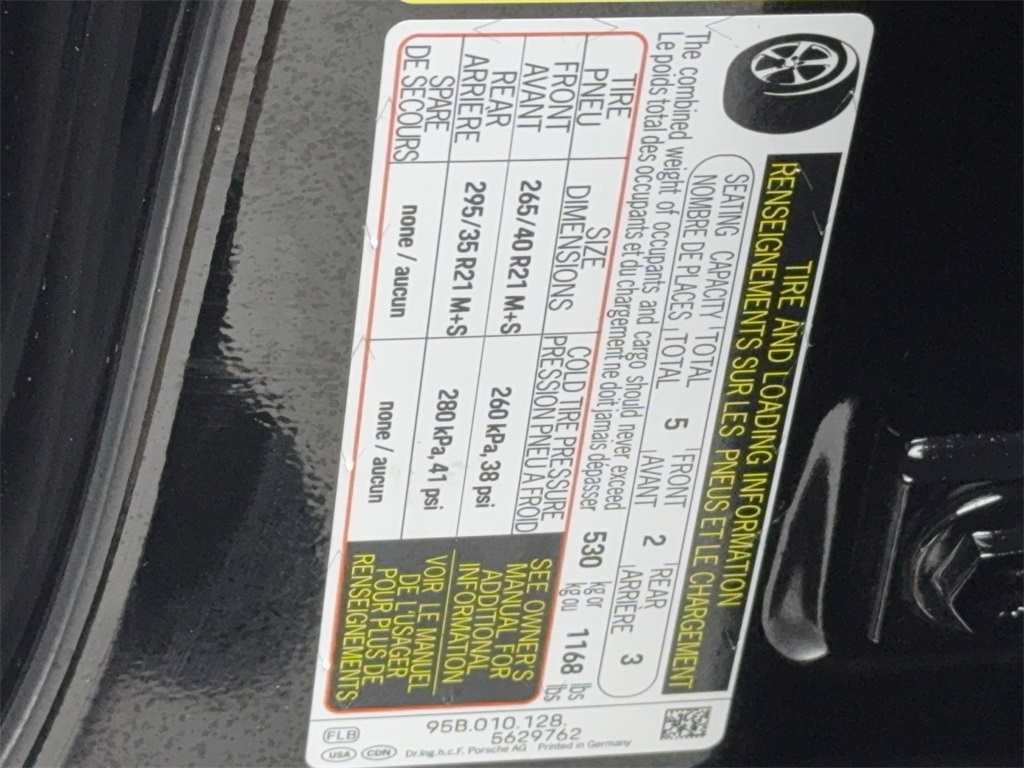 TIRE AND LOADING INFORMATION
RENSEIGNEMENTS SUR LES PNEUS ET LE CHARGEMENT
SEATING CAPACITY TOTAL 5 FRONT 2 REAR 3
NOMBRE DE PLACES TOTAL AVANT ARRIÈRE
The combined weight of occupants and cargo should never exceed 530 kg or 1168 lbs
Le poids total des occupants et du chargement ne doit jamais dépasser kg ou lbs
TIRE SIZE COLD TIRE PRESSURE
PNEU DIMENSIONS PRESSION PNEU À FROID
FRONT 265/40 R21 M+S 260 kPa, 38 psi
AVANT
REAR 295/35 R21 M+S 280 kPa, 41 psi
ARRIÈRE
SPARE none / aucun none / aucun
DE SECOURS
SEE OWNER'S
MANUAL FOR
ADDITIONAL
INFORMATION
VOIR LE MANUEL
DE L'USAGER
POUR PLUS DE
RENSEIGNMENTS
95B.010.128.
5629762
FLB
USA CDN Dr.Ing.h.c.F. Porsche AG Printed in Germany